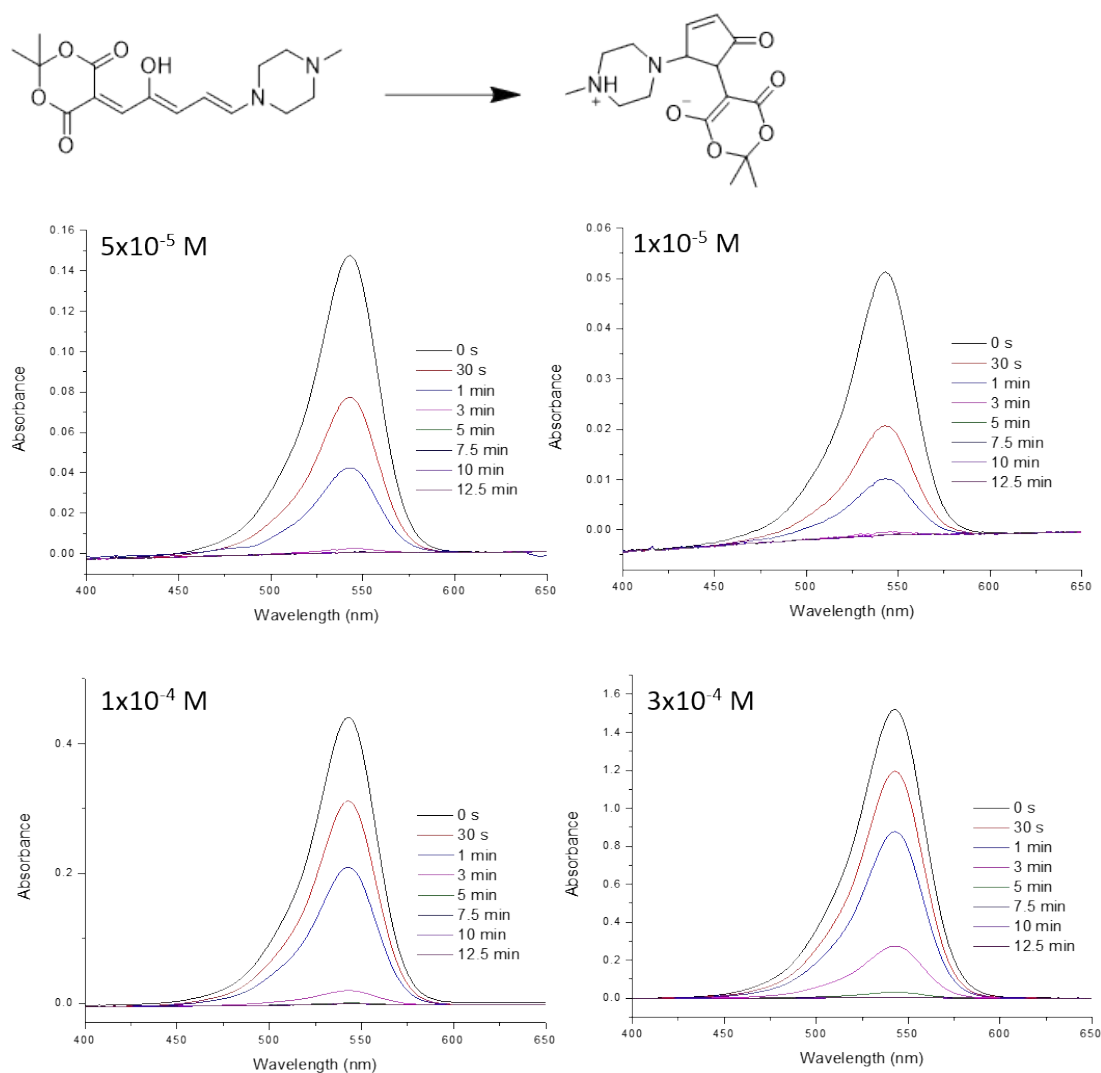 O
O
OH
N
N
O
O
O
N
NH
+
O
−
O
O
O
O
5x10-5 M
Absorbance
0.16
0.14
0.12
0.10
0.08
0.06
0.04
0.02
0.00
0 s
30 s
1 min
3 min
5 min
7.5 min
10 min
12.5 min
400 450 500 550 600 650
Wavelength (nm)
1x10-5 M
Absorbance
0.06
0.05
0.04
0.03
0.02
0.01
0.00
0 s
30 s
1 min
3 min
5 min
7.5 min
10 min
12.5 min
400 450 500 550 600 650
Wavelength (nm)
1x10-4 M
Absorbance
0.4
0.2
0.0
0 s
30 s
1 min
3 min
5 min
7.5 min
10 min
12.5 min
400 450 500 550 600 650
Wavelength (nm)
3x10-4 M
Absorbance
1.6
1.4
1.2
1.0
0.8
0.6
0.4
0.2
0.0
0 s
30 s
1 min
3 min
5 min
7.5 min
10 min
12.5 min
400 450 500 550 600 650
Wavelength (nm)